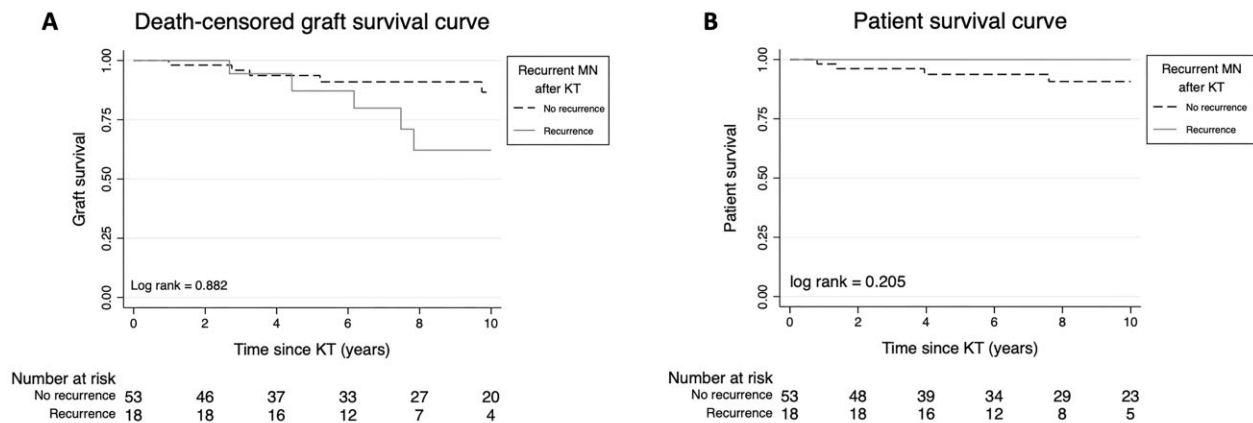 A
Death-censored graft survival curve
Graft survival
1.00
0.75
0.50
0.25
0.00
Log rank = 0.882
0 2 4 6 8 10
Time since KT (years)
Recurrent MN
after KT
No recurrence
Recurrence
Number at risk
No recurrence 53 46 37 33 27 20
Recurrence 18 18 16 12 7 4
B
Patient survival curve
Patient survival
1.00
0.75
0.50
0.25
0.00
log rank = 0.205
0 2 4 6 8 10
Time since KT (years)
Recurrent MN
after KT
No recurrence
Recurrence
Number at risk
No recurrence 53 48 39 34 29 23
Recurrence 18 18 16 12 8 5